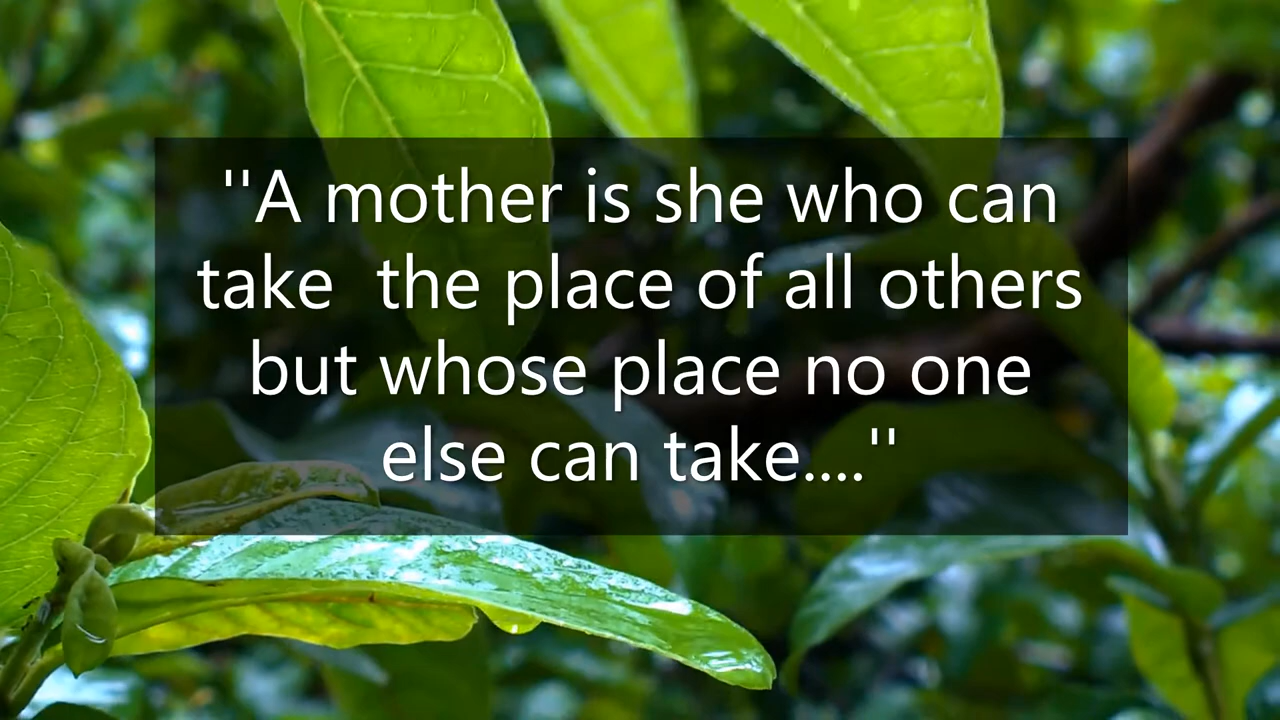 ''A mother is she who can
take  the place of all others
but whose place no one
else can take....''